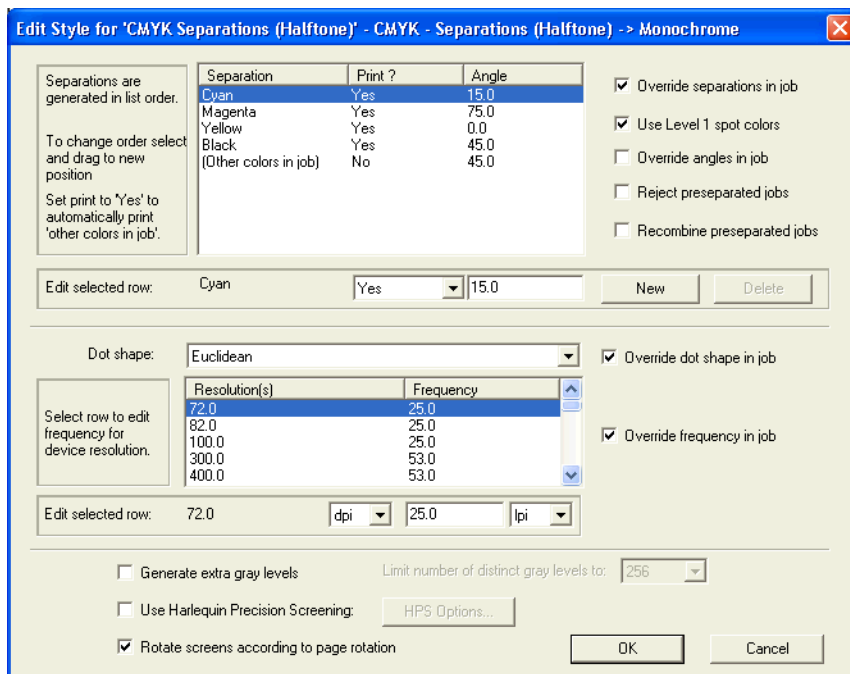 Edit Style for 'CMYK Separations (Halftone)' - CMYK - Separations (Halftone) -> Monochrome
Separations are
generated in list order.
To change order select
and drag to new
position
Set print to 'Yes' to
automatically print
'other colors in job'.
Separation Print ? Angle
Cyan Yes 15.0
Magenta Yes 75.0
Yellow Yes 0.0
Black Yes 45.0
(Other colors in job) No 45.0
Override separations in job
Use Level 1 spot colors
Override angles in job
Reject preseparated jobs
Recombine preseparated jobs
Edit selected row: Cyan Yes 15.0 New Delete
Dot shape: Euclidean Override dot shape in job
Select row to edit
frequency for
device resolution.
Resolution(s) Frequency
72.0 25.0
82.0 25.0
100.0 25.0
300.0 53.0
400.0 53.0
Override frequency in job
Edit selected row: 72.0 dpi 25.0 lpi
Generate extra gray levels Limit number of distinct gray levels to: 256
Use Harlequin Precision Screening: HPS Options...
Rotate screens according to page rotation OK Cancel